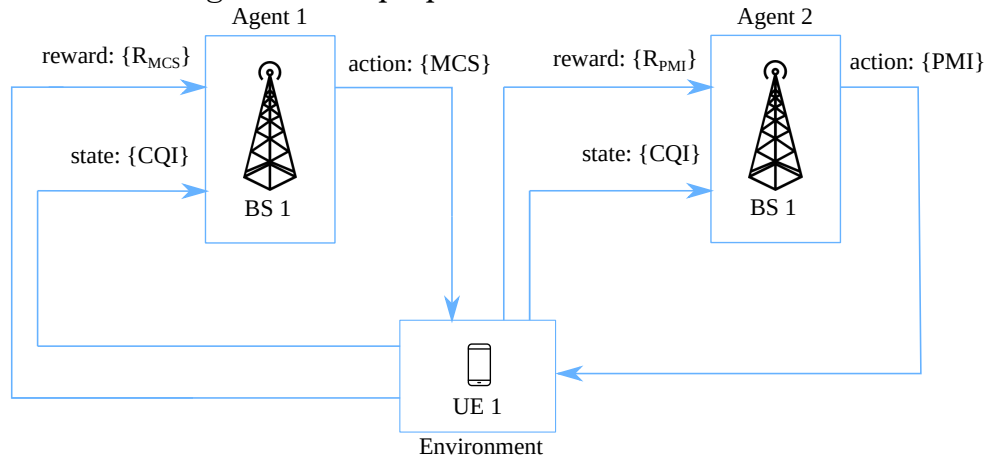 Agent 1
Agent 2
reward: {R_MCS}
action: {MCS}
reward: {R_PMI}
action: {PMI}
state: {CQI}
state: {CQI}
BS 1
BS 1
UE 1
Environment